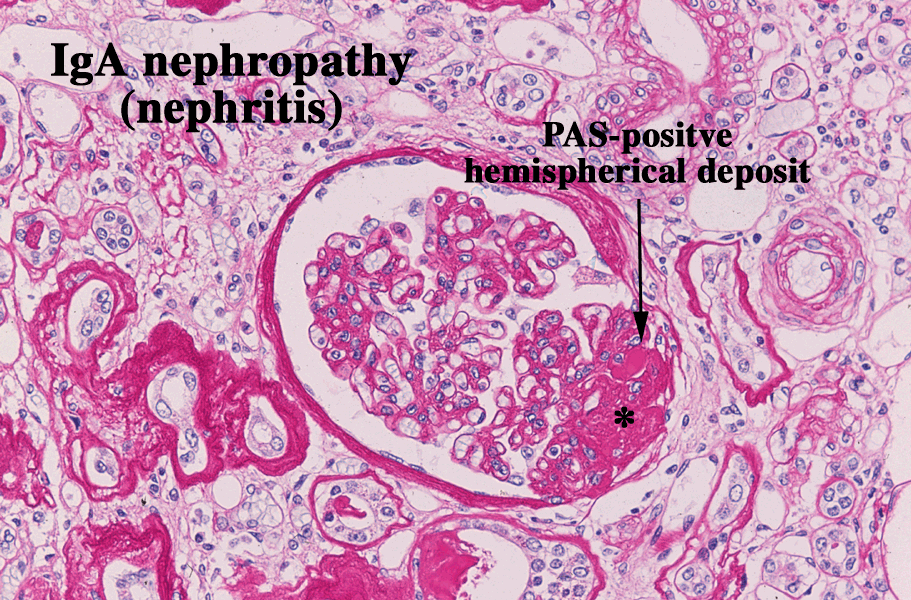 IgA nephropathy
(nephritis)
PAS-positve
hemispherical deposit
*